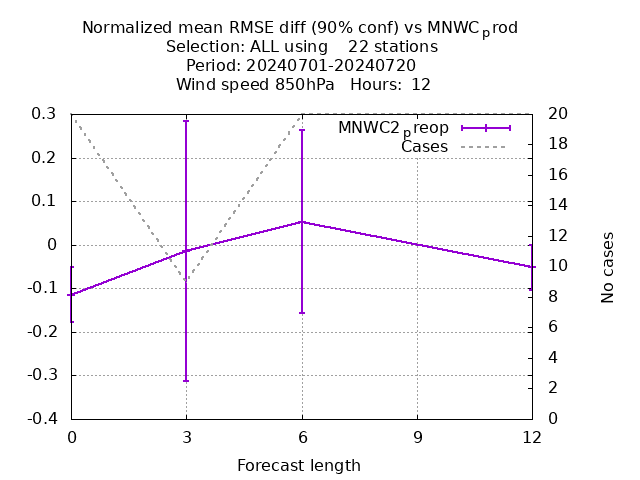 Normalized mean RMSE diff (90% conf) vs MNWCprod
Selection: ALL using    22 stations
Period: 20240701-20240720
Wind speed 850hPa   Hours:  12
MNWC2preop
Cases
0.3
0.2
0.1
0
-0.1
-0.2
-0.3
-0.4
20
18
16
14
12
10
8
6
4
2
0
No cases
0 3 6 9 12
Forecast length